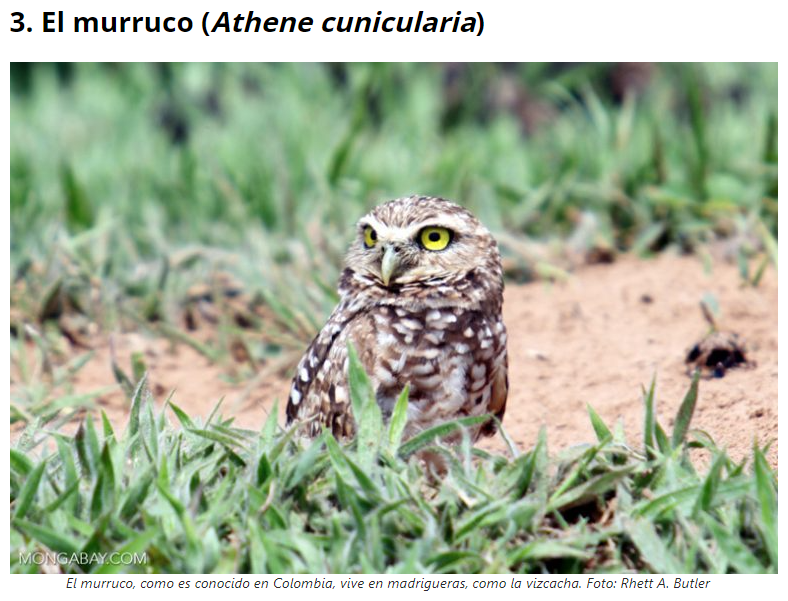 3. El murruco (Athene cunicularia)
MONGABAY.COM
El murruco, como es conocido en Colombia, vive en madrigueras, como la vizcacha. Foto: Rhett A. Butler